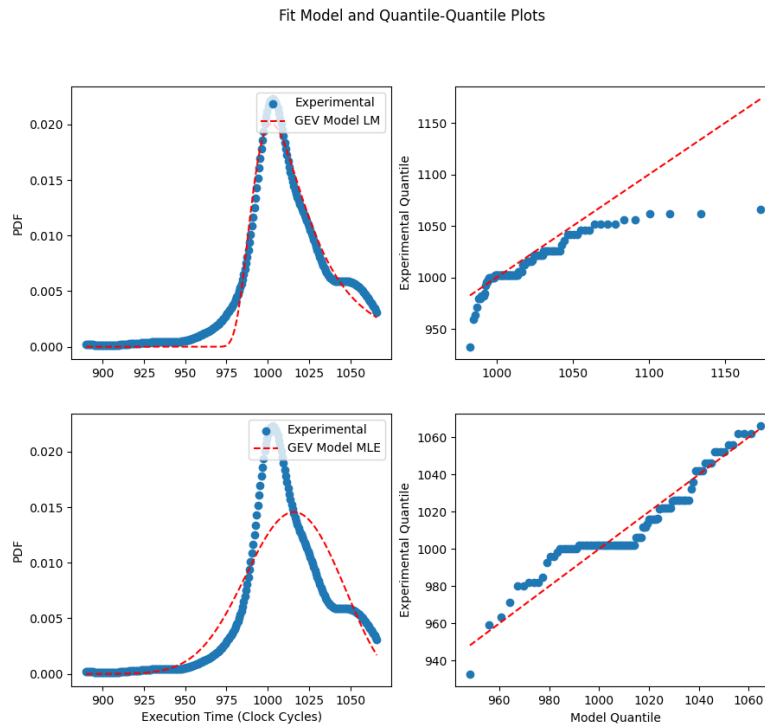 Fit Model and Quantile-Quantile Plots
Experimental
GEV Model LM
PDF
0.020
0.015
0.010
0.005
0.000
900 925 950 975 1000 1025 1050
Experimental Quantile
1150
1100
1050
1000
950
1000 1050 1100 1150
Experimental
GEV Model MLE
PDF
0.020
0.015
0.010
0.005
0.000
900 925 950 975 1000 1025 1050
Execution Time (Clock Cycles)
Experimental Quantile
1060
1040
1020
1000
980
960
940
960 980 1000 1020 1040 1060
Model Quantile